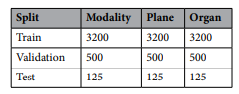 Split Modality Plane Organ
Train 3200 3200 3200
Validation 500 500 500
Test 125 125 125